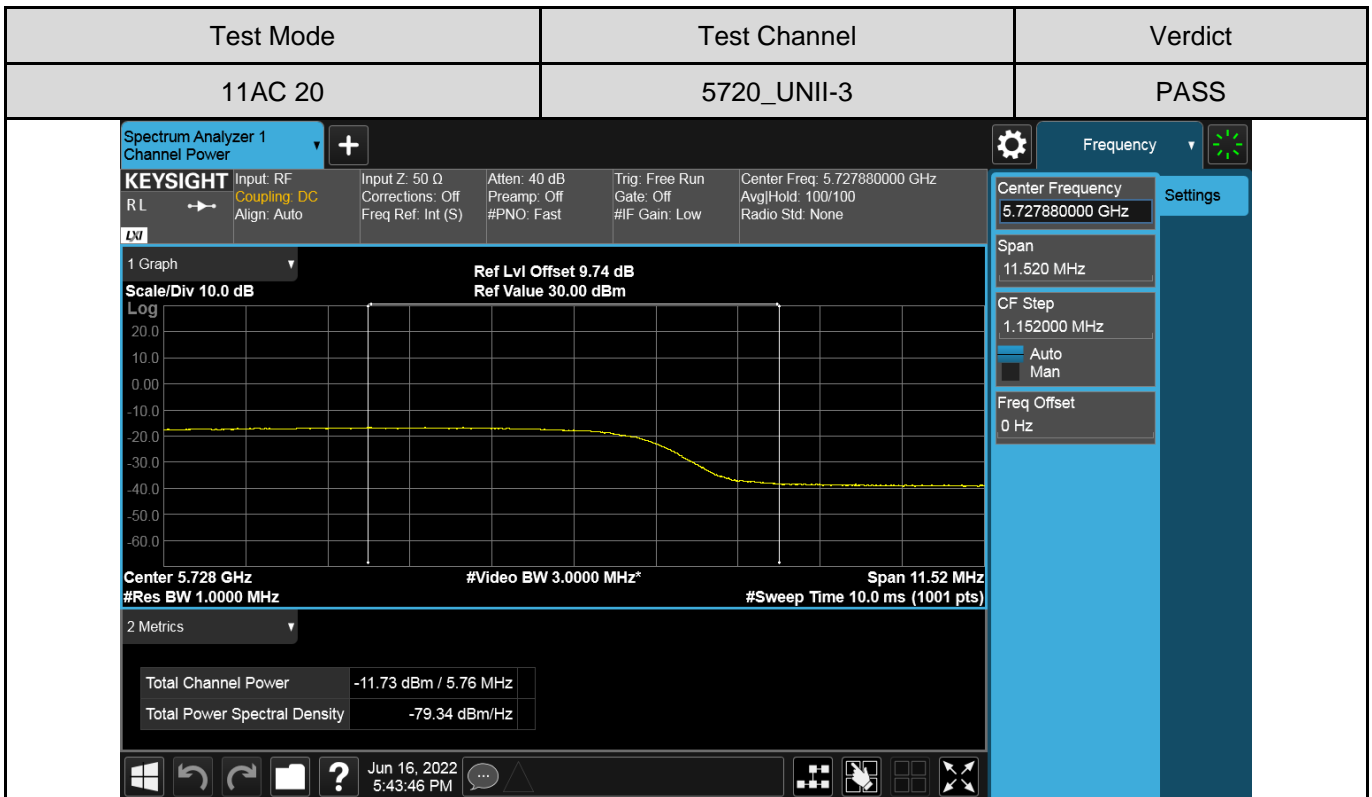 Test Mode Test Channel Verdict
11AC 20 5720_UNII-3 PASS
Spectrum Analyzer 1
Channel Power
Frequency
KEYSIGHT Input: RF Input Z: 50 Ω Atten: 40 dB Trig: Free Run Center Freq: 5.727880000 GHz
RL Coupling: DC Corrections: Off Preamp: Off Gate: Off Avg|Hold: 100/100
Align: Auto Freq Ref: Int (S) #PNO: Fast #IF Gain: Low Radio Std: None
LXI
Center Frequency
5.727880000 GHz
Settings
Span
11.520 MHz
CF Step
1.152000 MHz
Auto
Man
Freq Offset
0 Hz
1 Graph
Ref Lvl Offset 9.74 dB
Scale/Div 10.0 dB Ref Value 30.00 dBm
Log
20.0
10.0
0.00
-10.0
-20.0
-30.0
-40.0
-50.0
-60.0
Center 5.728 GHz #Video BW 3.0000 MHz* Span 11.52 MHz
#Res BW 1.0000 MHz #Sweep Time 10.0 ms (1001 pts)
2 Metrics
Total Channel Power -11.73 dBm / 5.76 MHz
Total Power Spectral Density -79.34 dBm/Hz
? Jun 16, 2022
5:43:46 PM